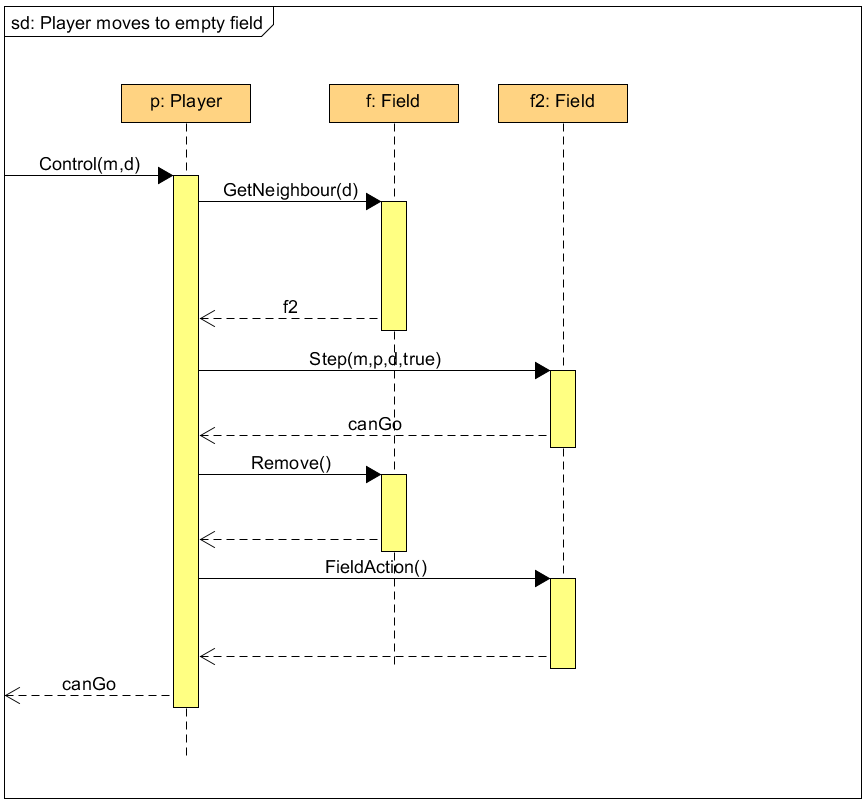 sd: Player moves to empty field
p: Player
f: Field
f2: Field
Control(m,d)
GetNeighbour(d)
f2
Step(m,p,d,true)
canGo
Remove()
FieldAction()
canGo